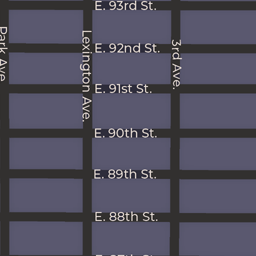 E. 93rd St.
E. 92nd St.
Park Ave
Lexington Ave.
3rd Ave.
E. 91st St.
E. 90th St.
E. 89th St.
E. 88th St.